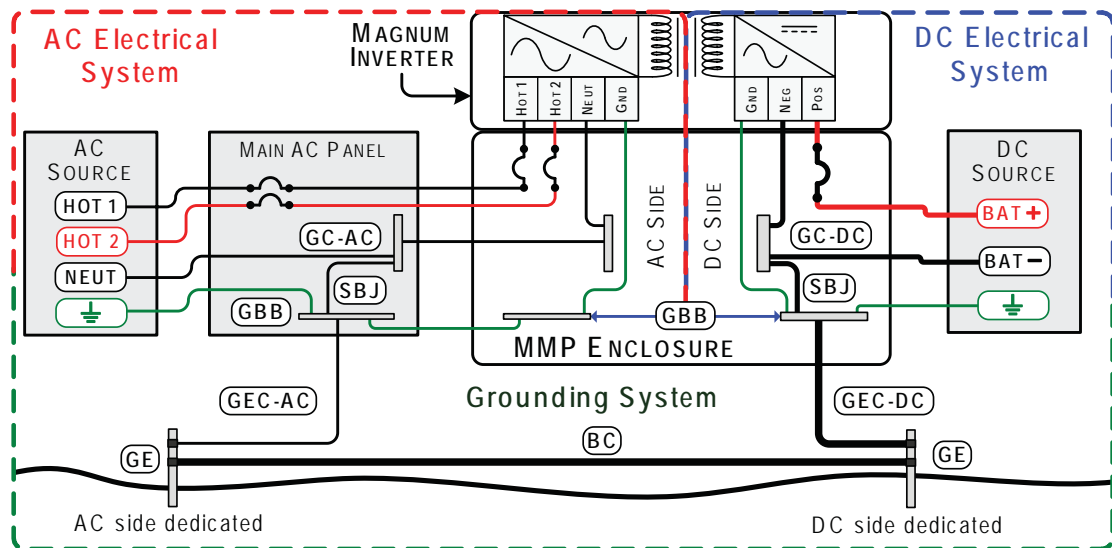 AC Electrical
System
MAGNUM
INVERTER
DC Electrical
System
HOT 1
HOT 2
NEUT
GND
GND
NEG
POS
AC
SOURCE
HOT 1
HOT 2
NEUT
MAIN AC PANEL
GC-AC
SBJ
GBB
AC SIDE
DC SIDE
GBB
MMP ENCLOSURE
GC-DC
SBJ
DC
SOURCE
BAT+
BAT−
GEC-AC
Grounding System
GEC-DC
BC
GE
GE
AC side dedicated
DC side dedicated